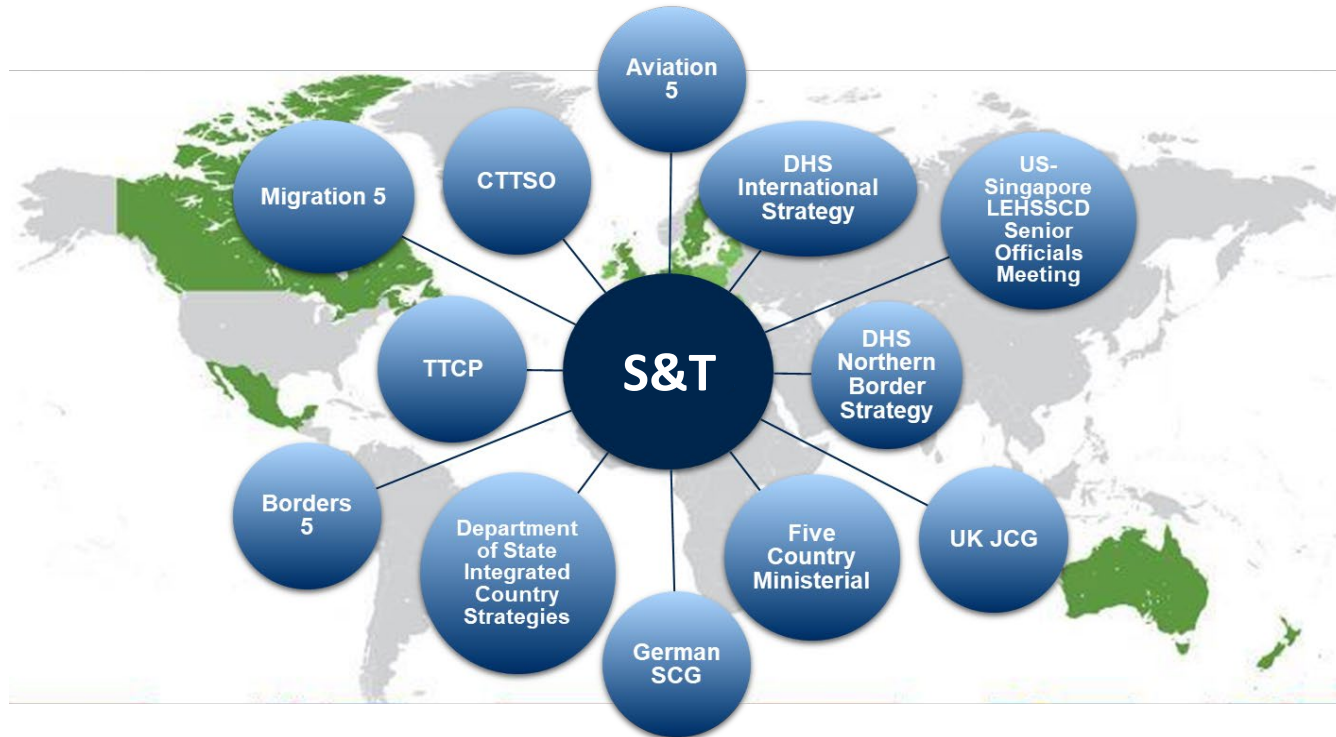 Aviation
5
CTTSO
DHS
International
Strategy
US-
Singapore
LEHSSCD
Senior
Officials
Meeting
Migration 5
S&T
TTCP
DHS
Northern
Border
Strategy
Borders
5
Department
of State
Integrated
Country
Strategies
Five
Country
Ministerial
UK JCG
German
SCG